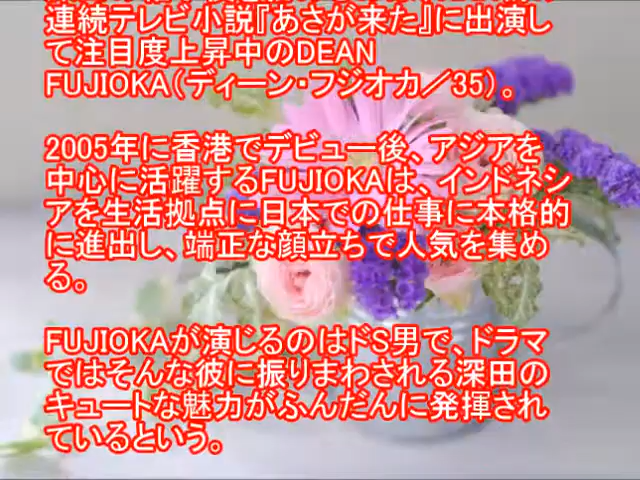 連続テレビ小説『あさが来た』に出演し
て注目度上昇中のDEAN
FUJIOKA（ディーン・フジオカ／35）。
2005年に香港でデビュー後、アジアを
中心に活躍するFUJIOKAは、インドネシ
アを生活拠点に日本での仕事に本格的
に進出し、端正な顔立ちで人気を集め
る。
FUJIOKAが演じるのはドS男で、ドラマ
ではそんな彼に振りまわされる深田の
キュートな魅力がふんだんに発揮され
ているという。